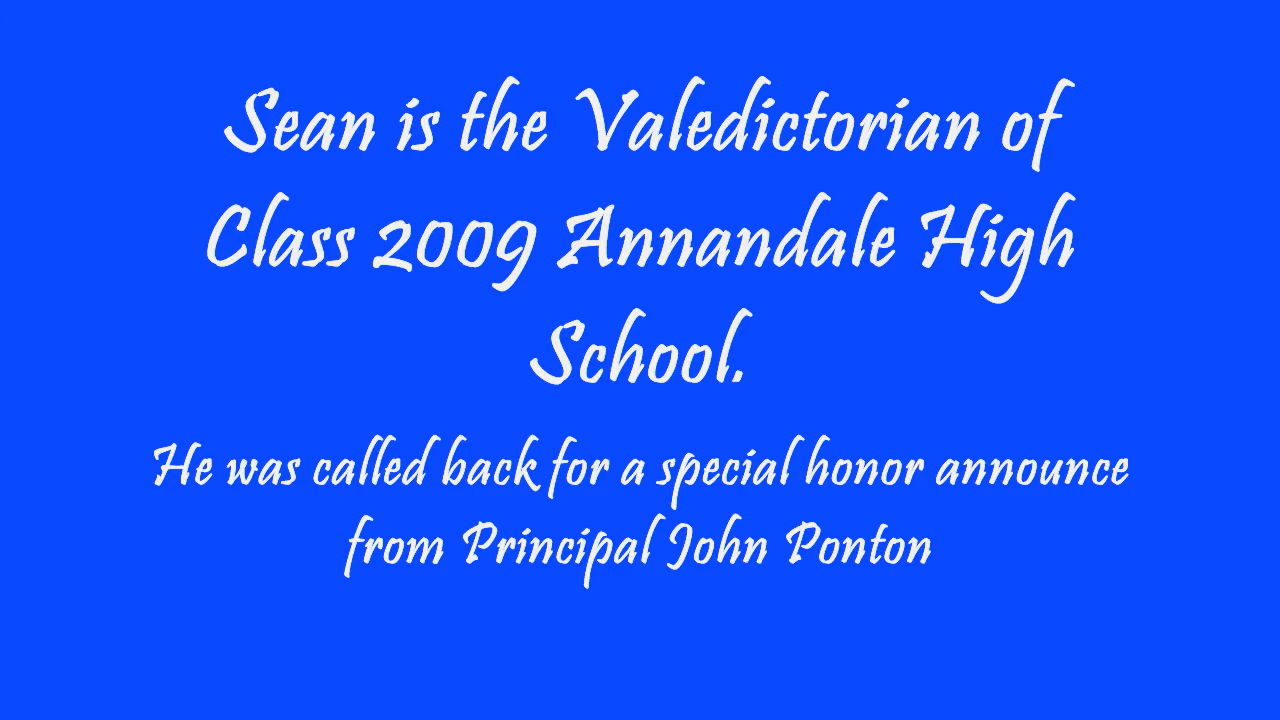 Sean is the Valedictorian of
Class 2009 Annandale High
School.
He was called back for a special honor announce
from Principal John Ponton